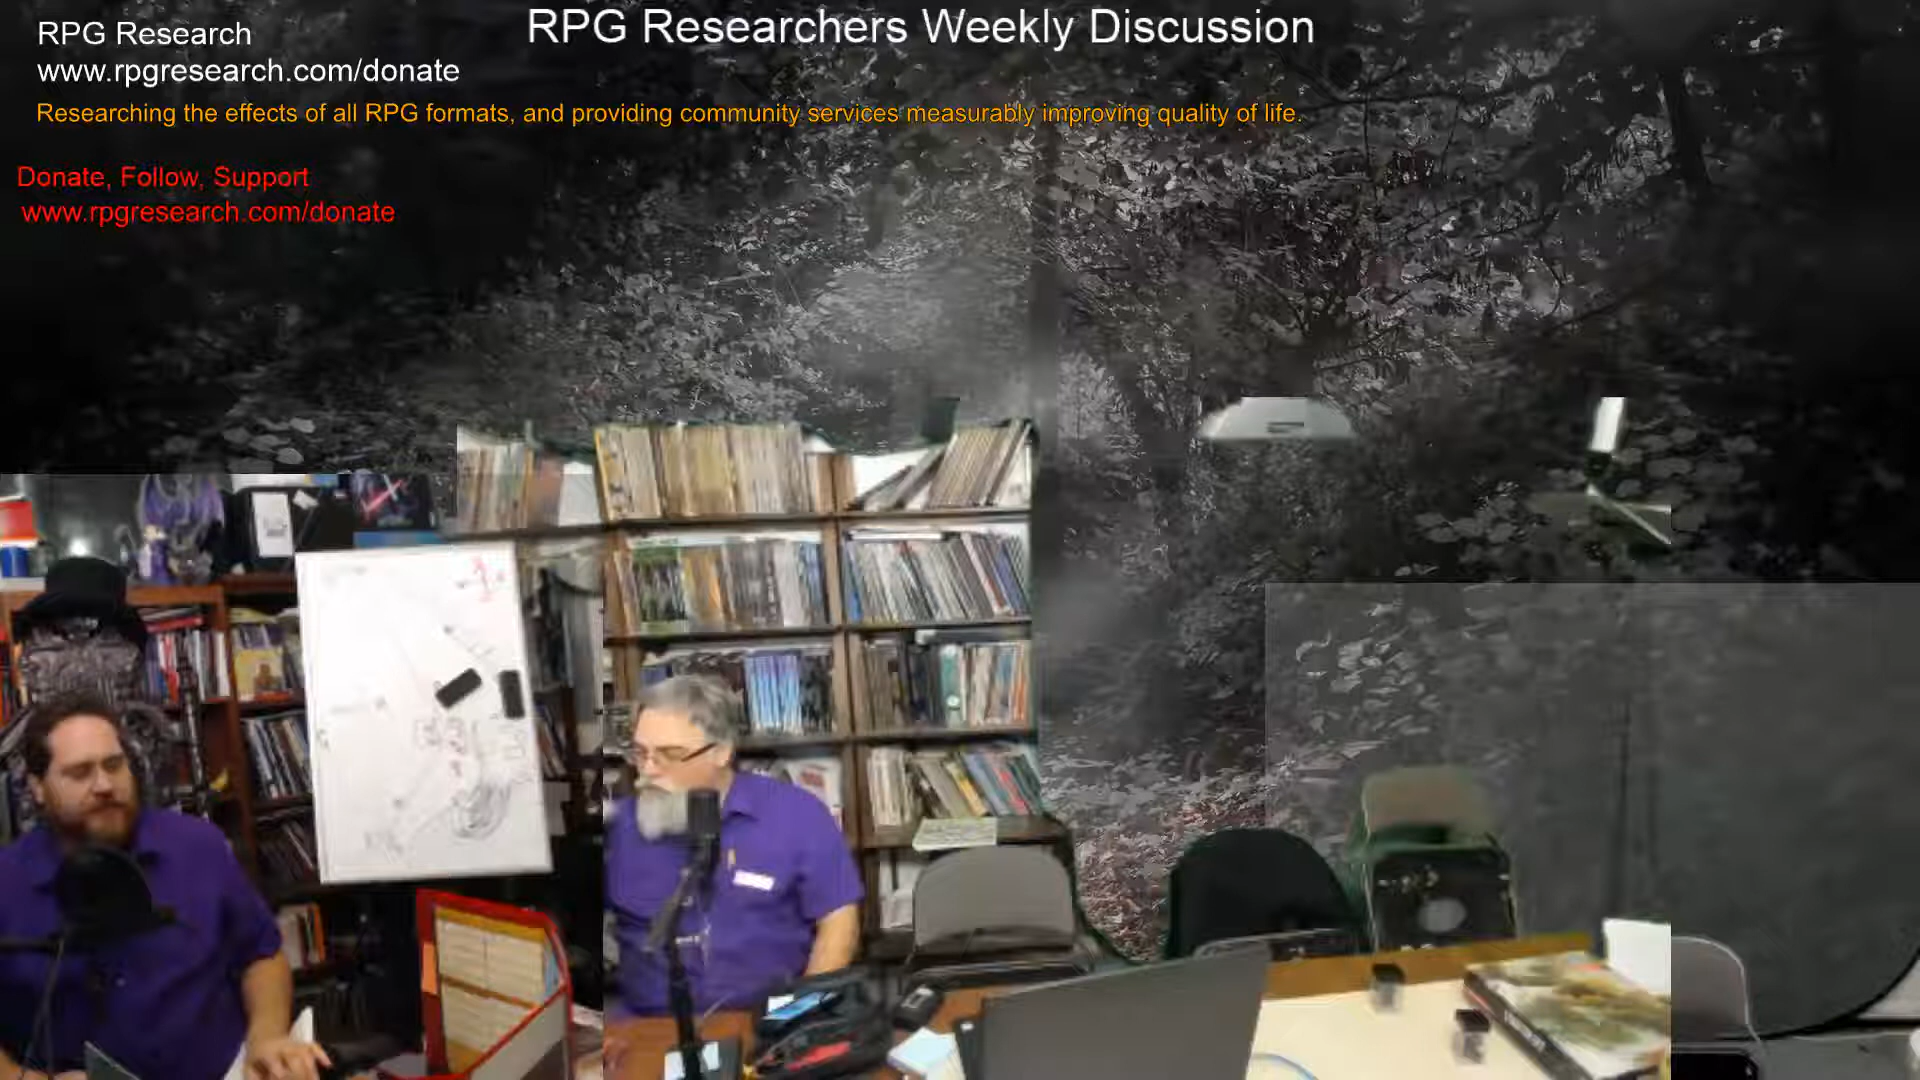 RPG Researchers Weekly Discussion
RPG Research
www.rpgresearch.com/donate
Researching the effects of all RPG formats, and providing community services measurably improving quality of life.
Donate, Follow, Support
www.rpgresearch.com/donate